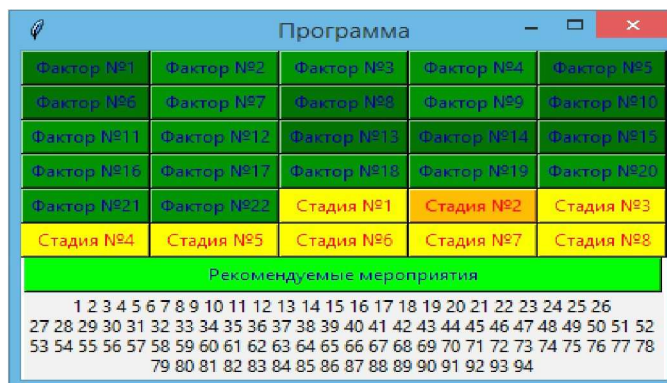 Программа
Фактор №1 Фактор №2 Фактор №3 Фактор №4 Фактор №5
Фактор №6 Фактор №7 Фактор №8 Фактор №9 Фактор №10
Фактор №11 Фактор №12 Фактор №13 Фактор №14 Фактор №15
Фактор №16 Фактор №17 Фактор №18 Фактор №19 Фактор №20
Фактор №21 Фактор №22 Стадия №1 Стадия №2 Стадия №3
Стадия №4 Стадия №5 Стадия №6 Стадия №7 Стадия №8
Рекомендуемые мероприятия
1 2 3 4 5 6 7 8 9 10 11 12 13 14 15 16 17 18 19 20 21 22 23 24 25 26
27 28 29 30 31 32 33 34 35 36 37 38 39 40 41 42 43 44 45 46 47 48 49 50 51 52
53 54 55 56 57 58 59 60 61 62 63 64 65 66 67 68 69 70 71 72 73 74 75 76 77 78
79 80 81 82 83 84 85 86 87 88 89 90 91 92 93 94